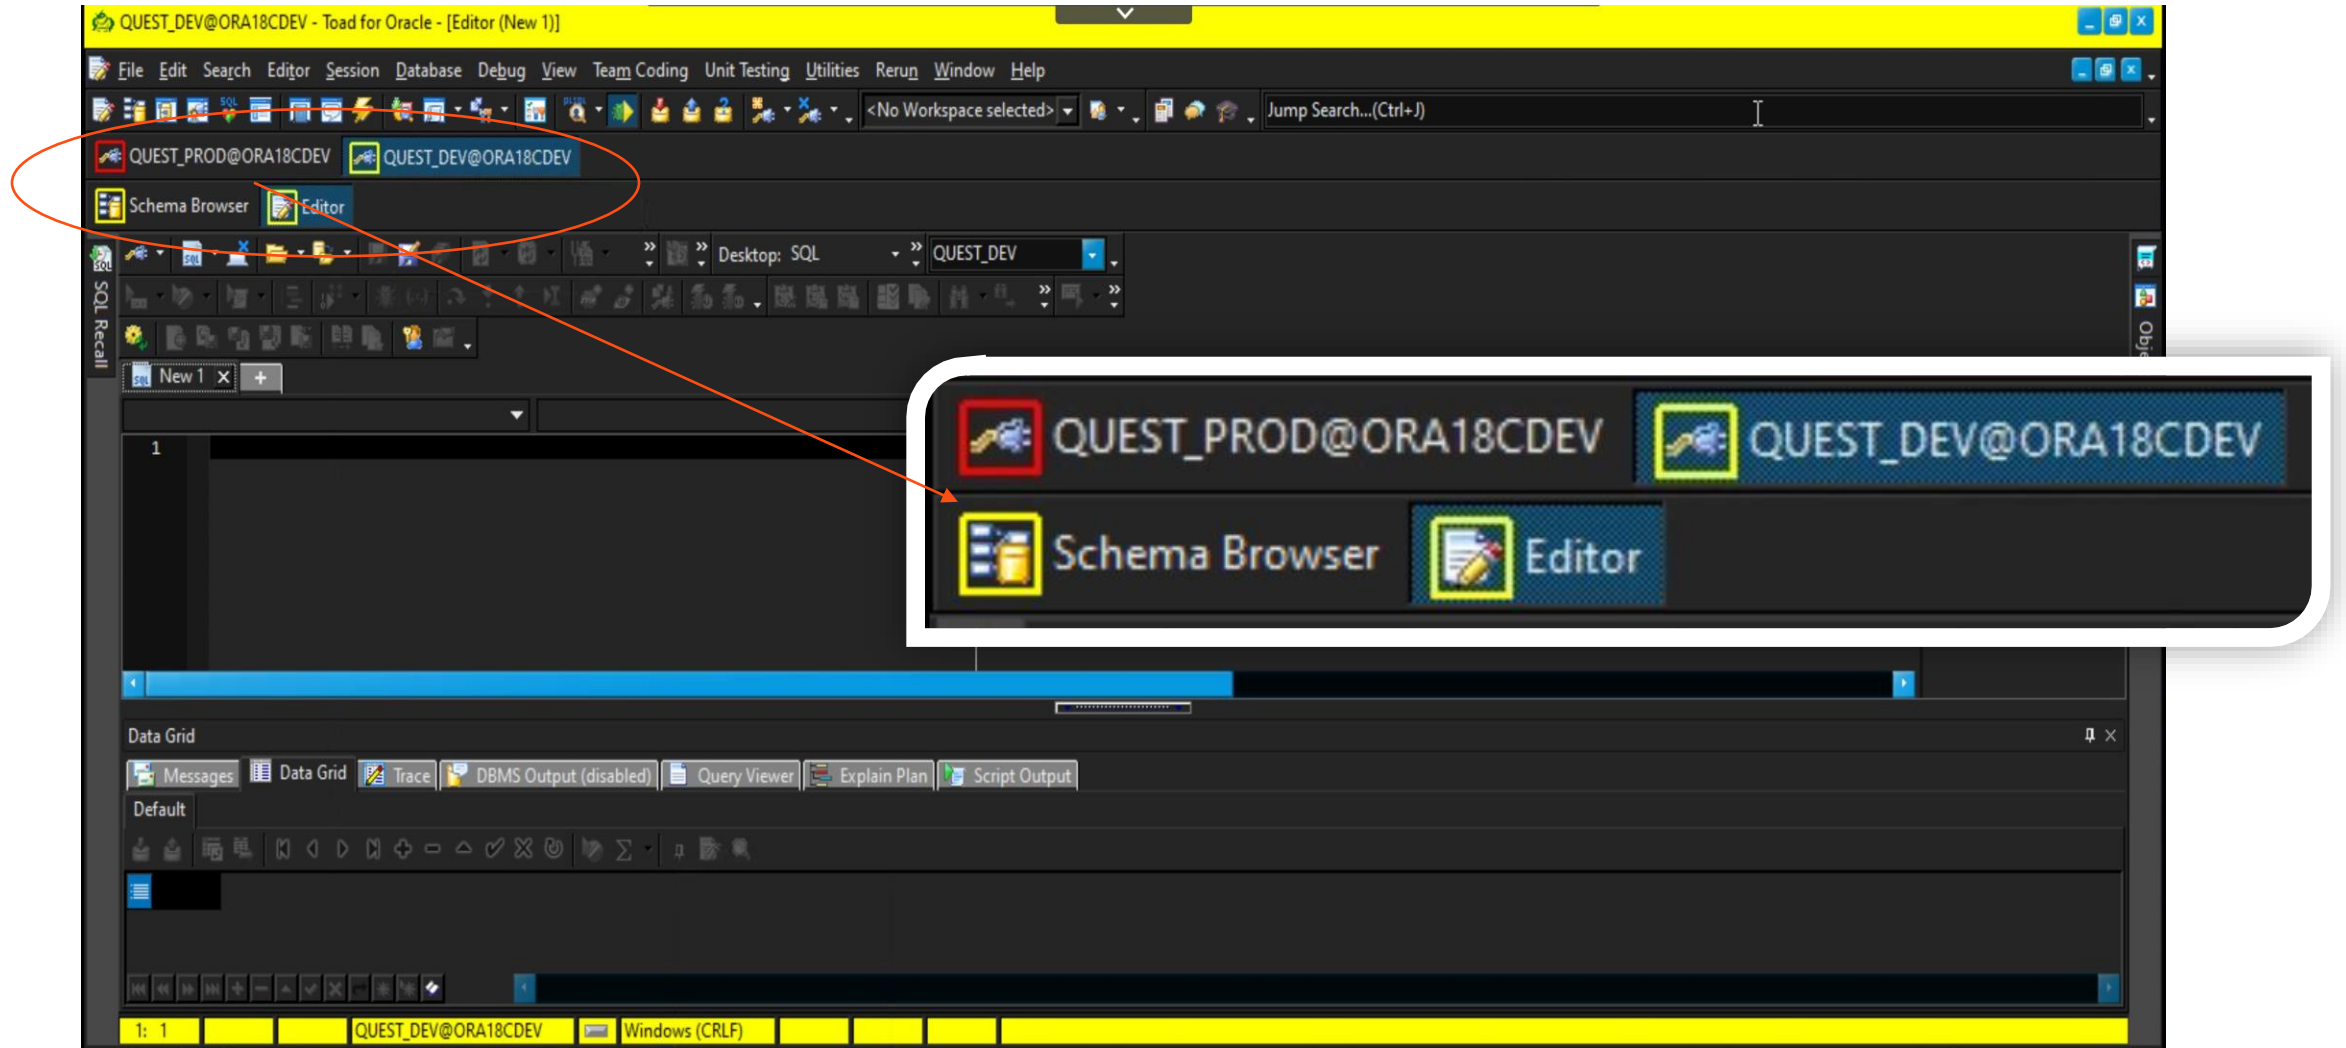 QUEST_DEV@ORA18CDEV - Toad for Oracle - [Editor (New 1)]
File Edit Search Editor Session Database Debug View Team Coding Unit Testing Utilities Rerun Window Help
<No Workspace selected> Jump Search...(Ctrl+J)
QUEST_PROD@ORA18CDEV QUEST_DEV@ORA18CDEV
Schema Browser Editor
Desktop: SQL QUEST_DEV
SQL Recall
New 1
1
QUEST_PROD@ORA18CDEV QUEST_DEV@ORA18CDEV
Schema Browser Editor
Data Grid
Messages Data Grid Trace DBMS Output (disabled) Query Viewer Explain Plan Script Output
Default
1: 1 QUEST_DEV@ORA18CDEV Windows (CRLF)